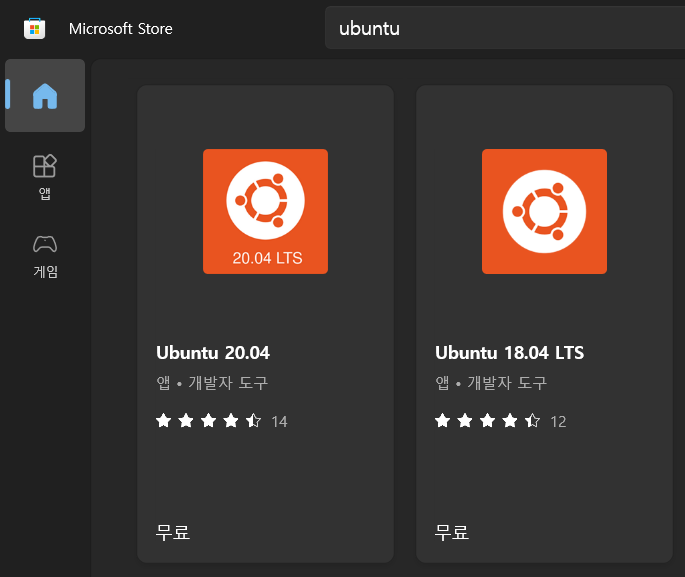 Microsoft Store
ubuntu
앱
게임
20.04 LTS
Ubuntu 20.04
앱 • 개발자 도구
14
무료
Ubuntu 18.04 LTS
앱 • 개발자 도구
12
무료